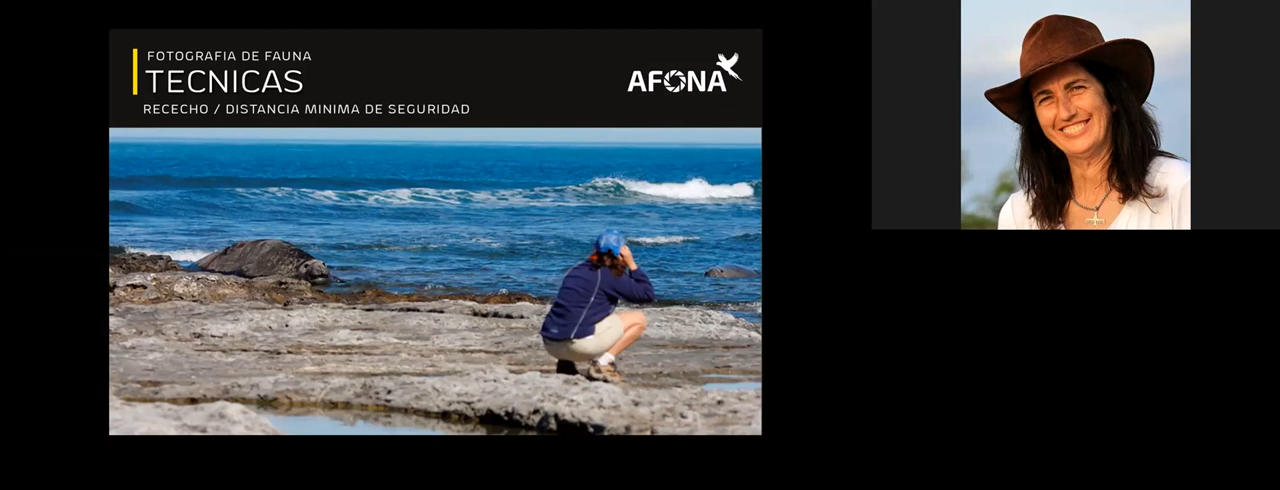 FOTOGRAFIA DE FAUNA
TECNICAS
RECECHO / DISTANCIA MINIMA DE SEGURIDAD
AFONA